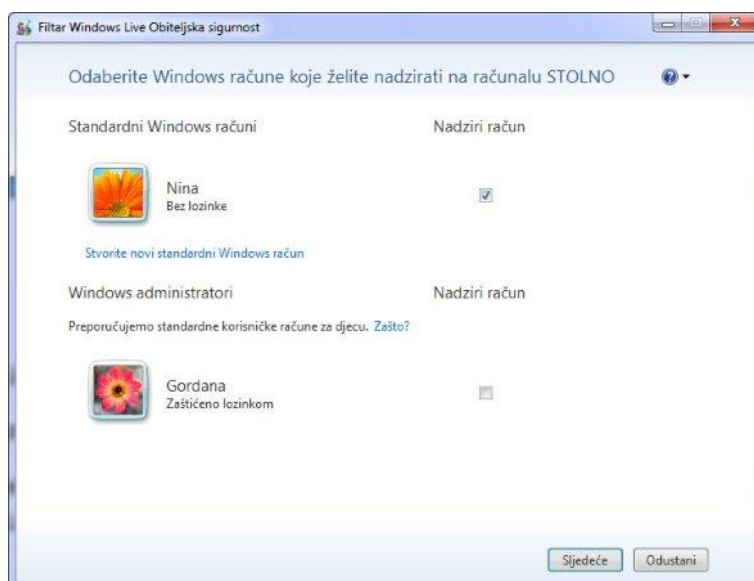 Filtar Windows Live Obiteljska sigurnost
Odaberite Windows račune koje želite nadzirati na računalu STOLNO
Standardni Windows računi Nadziri račun
Nina
Bez lozinke
Stvorite novi standardni Windows račun
Windows administratori Nadziri račun
Preporučujemo standardne korisničke račune za djecu. Zašto?
Gordana
Zaštićeno lozinkom
Sljedeće Odustani